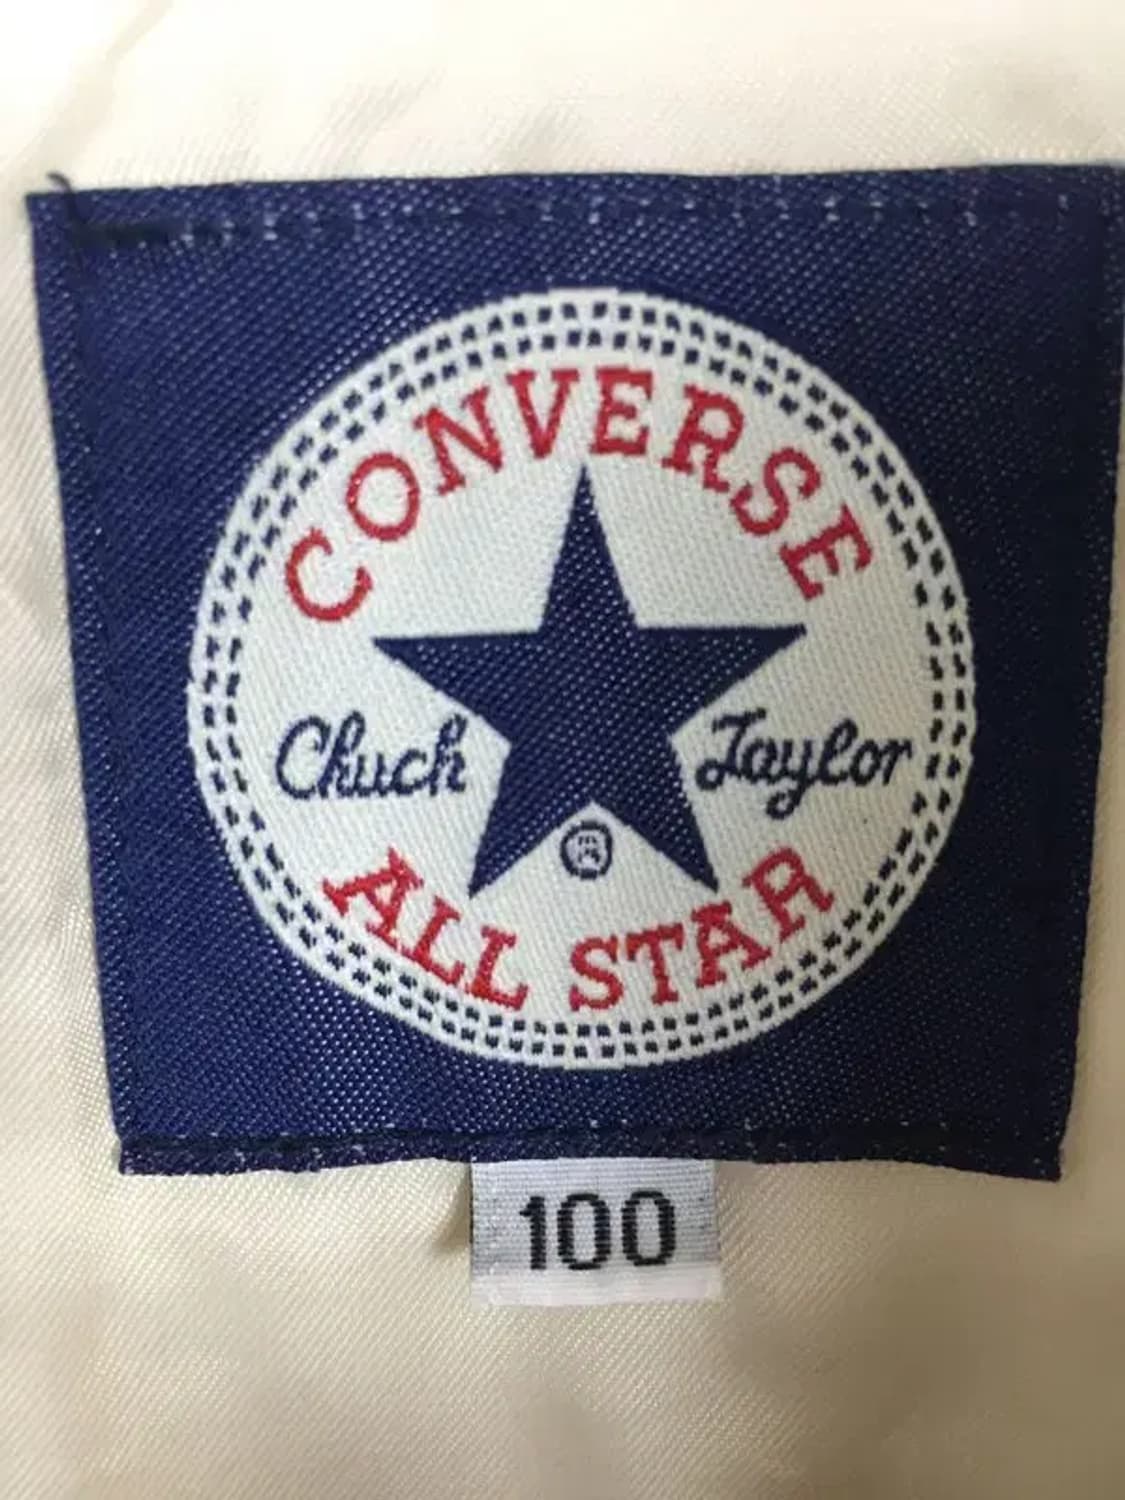 CONVERSE
Chuck Taylor
®
ALL STAR
100